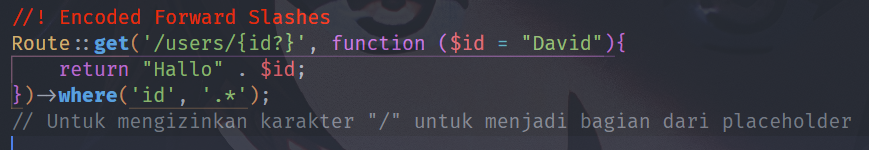 //! Encoded Forward Slashes
Route::get('/users/{id?}', function ($id = "David"){
    return "Hallo" . $id;
})->where('id', '.*');
// Untuk mengizinkan karakter "/" untuk menjadi bagian dari placeholder